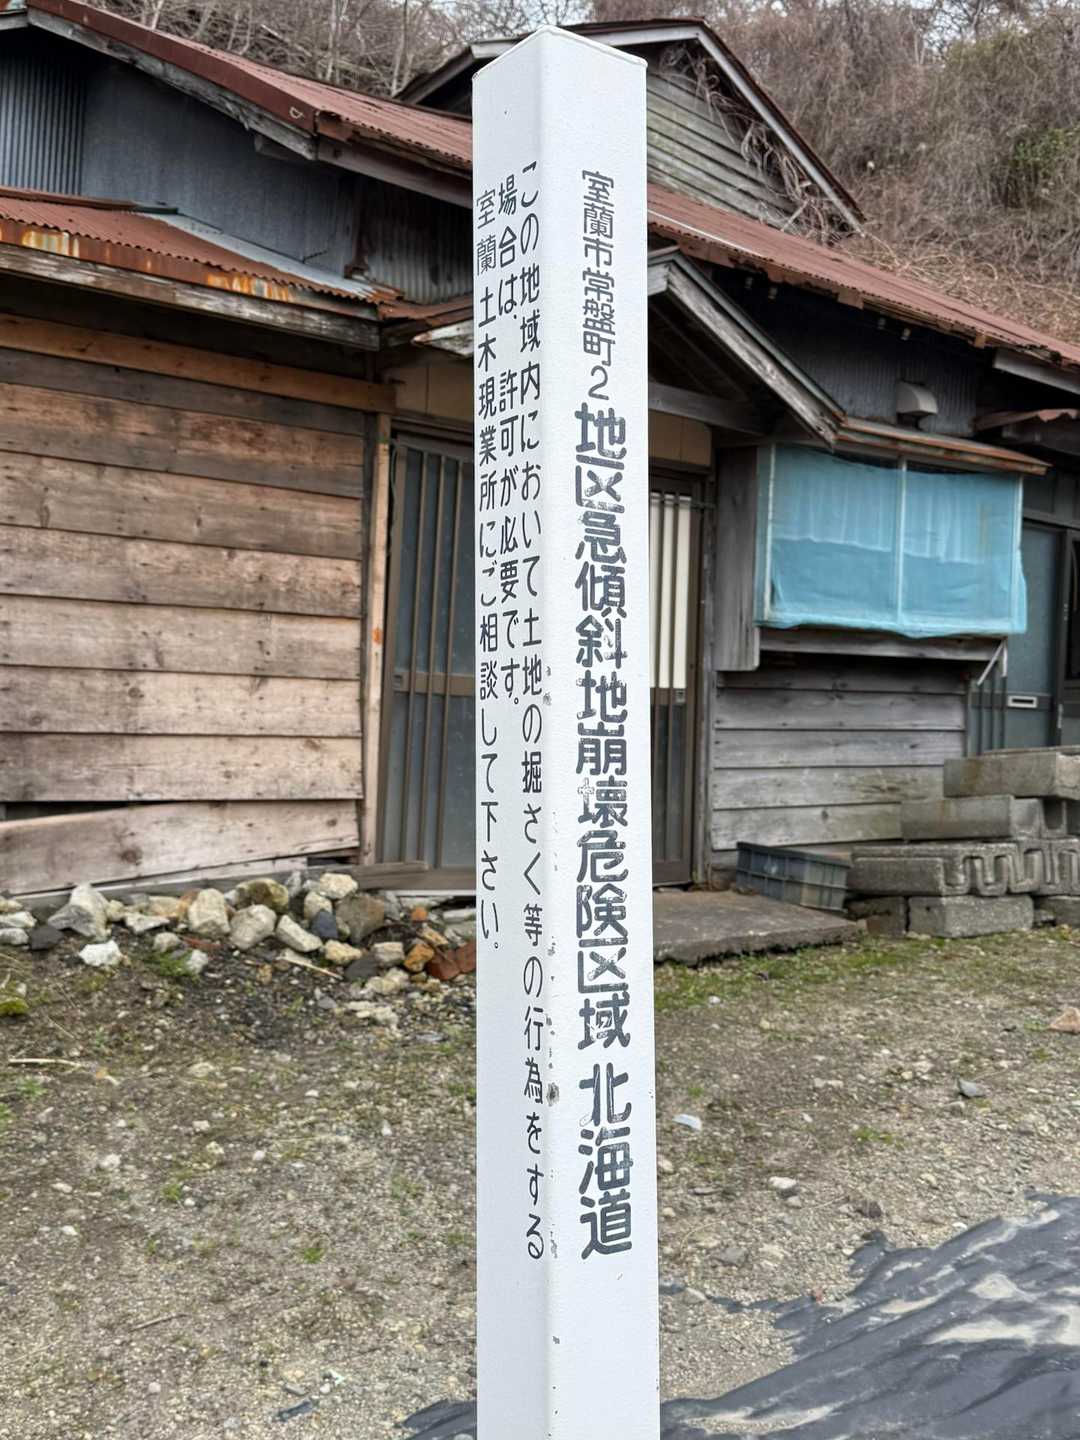 室蘭市常盤町2地区急傾斜地崩壊危険区域 北海道
この地域内において土地の掘さく等の行為をする
場合は、許可が必要です。
室蘭土木現業所にご相談して下さい。